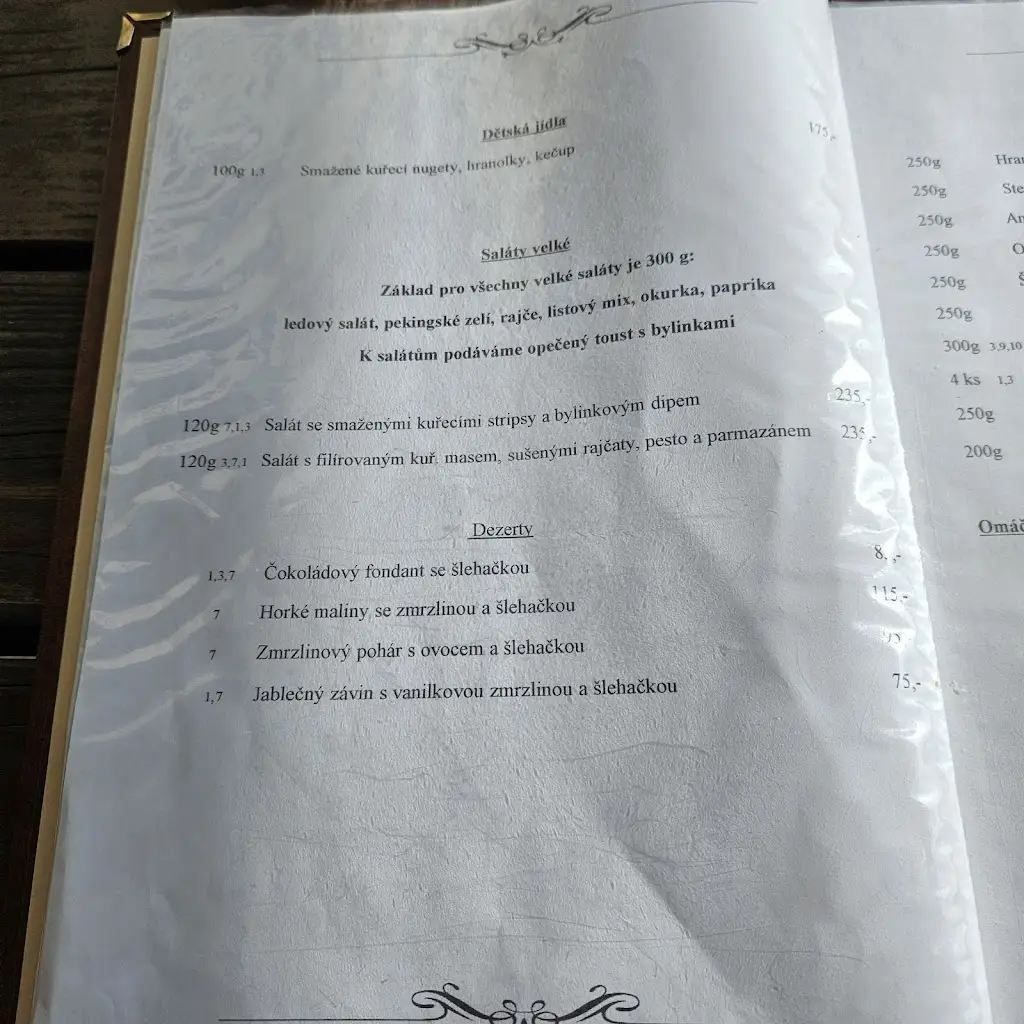 Dětská jídla
100g 1,3 Smažené kuřecí nugety, hranolky, kečup 175,-
Saláty velké
Základ pro všechny velké saláty je 300 g:
ledový salát, pekingské zelí, rajče, listový mix, okurka, paprika
K salátům podáváme opečený toust s bylinkami
120g 7,1,3 Salát se smaženými kuřecími stripsy a bylinkovým dipem 235,-
120g 3,7,1 Salát s filírovaným kuř. masem, sušenými rajčaty, pesto a parmazánem 235,-
Dezerty
1,3,7 Čokoládový fondant se šlehačkou
7 Horké maliny se zmrzlinou a šlehačkou 115,-
7 Zmrzlinový pohár s ovocem a šlehačkou
1,7 Jablečný závin s vanilkovou zmrzlinou a šlehačkou 75,-
250g
250g
250g
250g
250g
250g
300g 3,9,10
4 ks 1,3
250g
200g